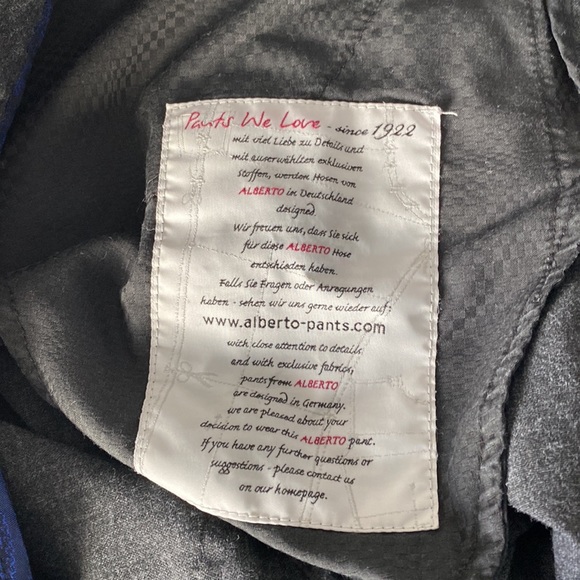 Pants We Love - since 1922
mit viel Liebe zu Details und
mit auserwählten exklusiven
Stoffen, werden Hosen von
ALBERTO in Deutschland
designed.
Wir freuen uns, dass Sie sich
für diese ALBERTO Hose
entschieden haben.
Falls Sie Fragen oder Anregungen
haben - sehen wir uns gerne wieder auf:
www.alberto-pants.com
with close attention to details
and with exclusive fabrics,
pants from ALBERTO
are designed in Germany.
we are pleased about your
decision to wear this ALBERTO pant.
If you have any further questions or
suggestions - please contact us
on our homepage.